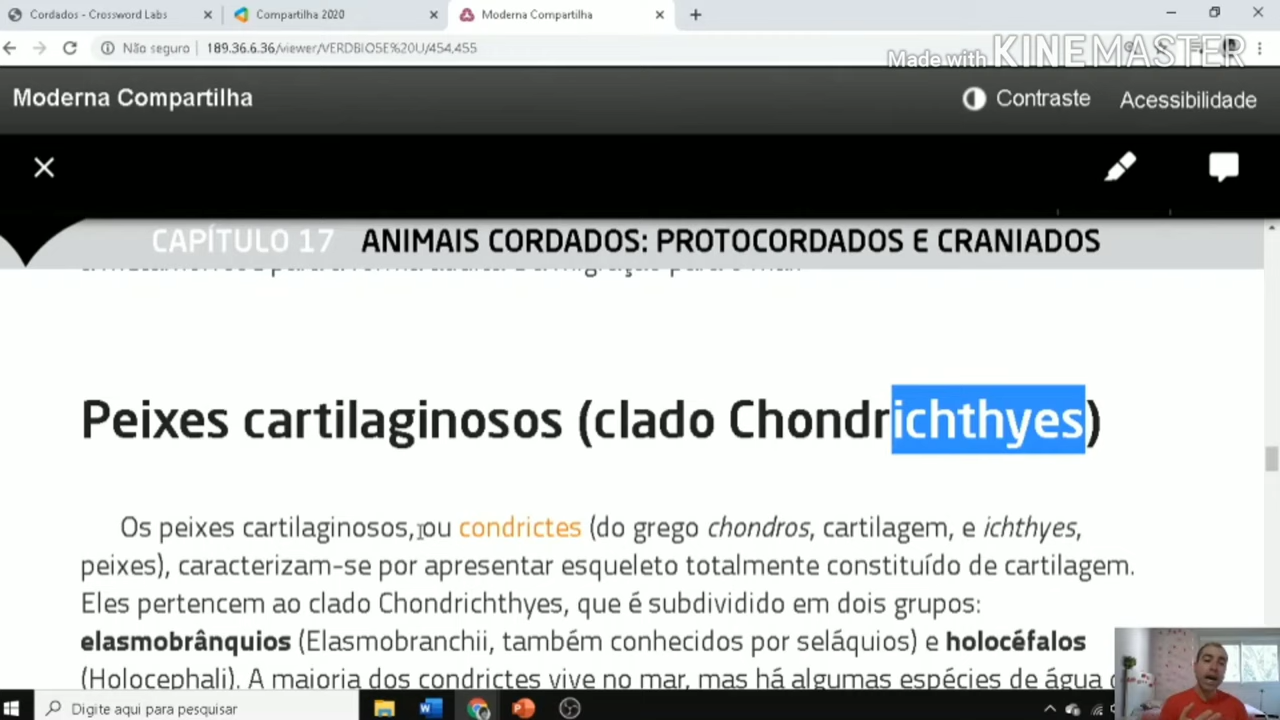 Cordados - Crossword Labs
Compartilha 2020
Moderna Compartilha
Não seguro
189.36.6.36/viewer/VERDBIO5E%20U/454,455
Made with KINEMASTER
Moderna Compartilha
Contraste
Acessibilidade
CAPÍTULO 17 ANIMAIS CORDADOS: PROTOCORDADOS E CRANIADOS
Peixes cartilaginosos (clado Chondrichthyes)
Os peixes cartilaginosos, ou condrictes (do grego chondros, cartilagem, e ichthyes,
peixes), caracterizam-se por apresentar esqueleto totalmente constituído de cartilagem.
Eles pertencem ao clado Chondrichthyes, que é subdividido em dois grupos:
elasmobrânquios (Elasmobranchii, também conhecidos por seláquios) e holocéfalos
(Holocephali). A maioria dos condrictes vive no mar, mas há algumas espécies de água
Digite aqui para pesquisar